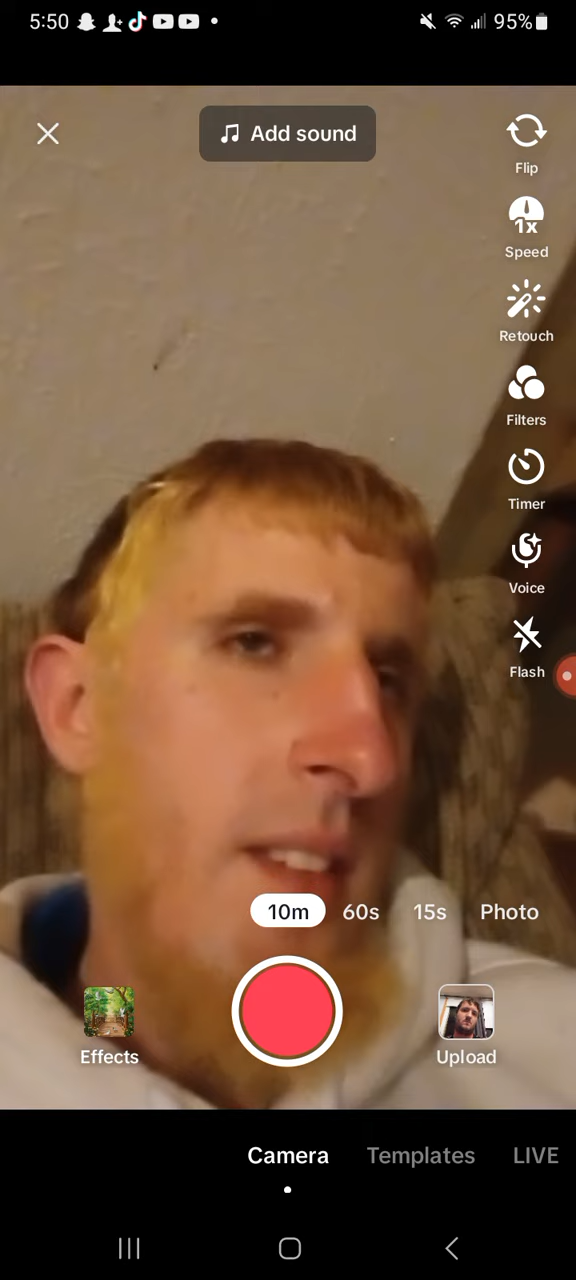 5:50
95%
Add sound
Flip
1x
Speed
Retouch
Filters
Timer
Voice
Flash
10m
60s
15s
Photo
Effects
Upload
Camera
Templates
LIVE